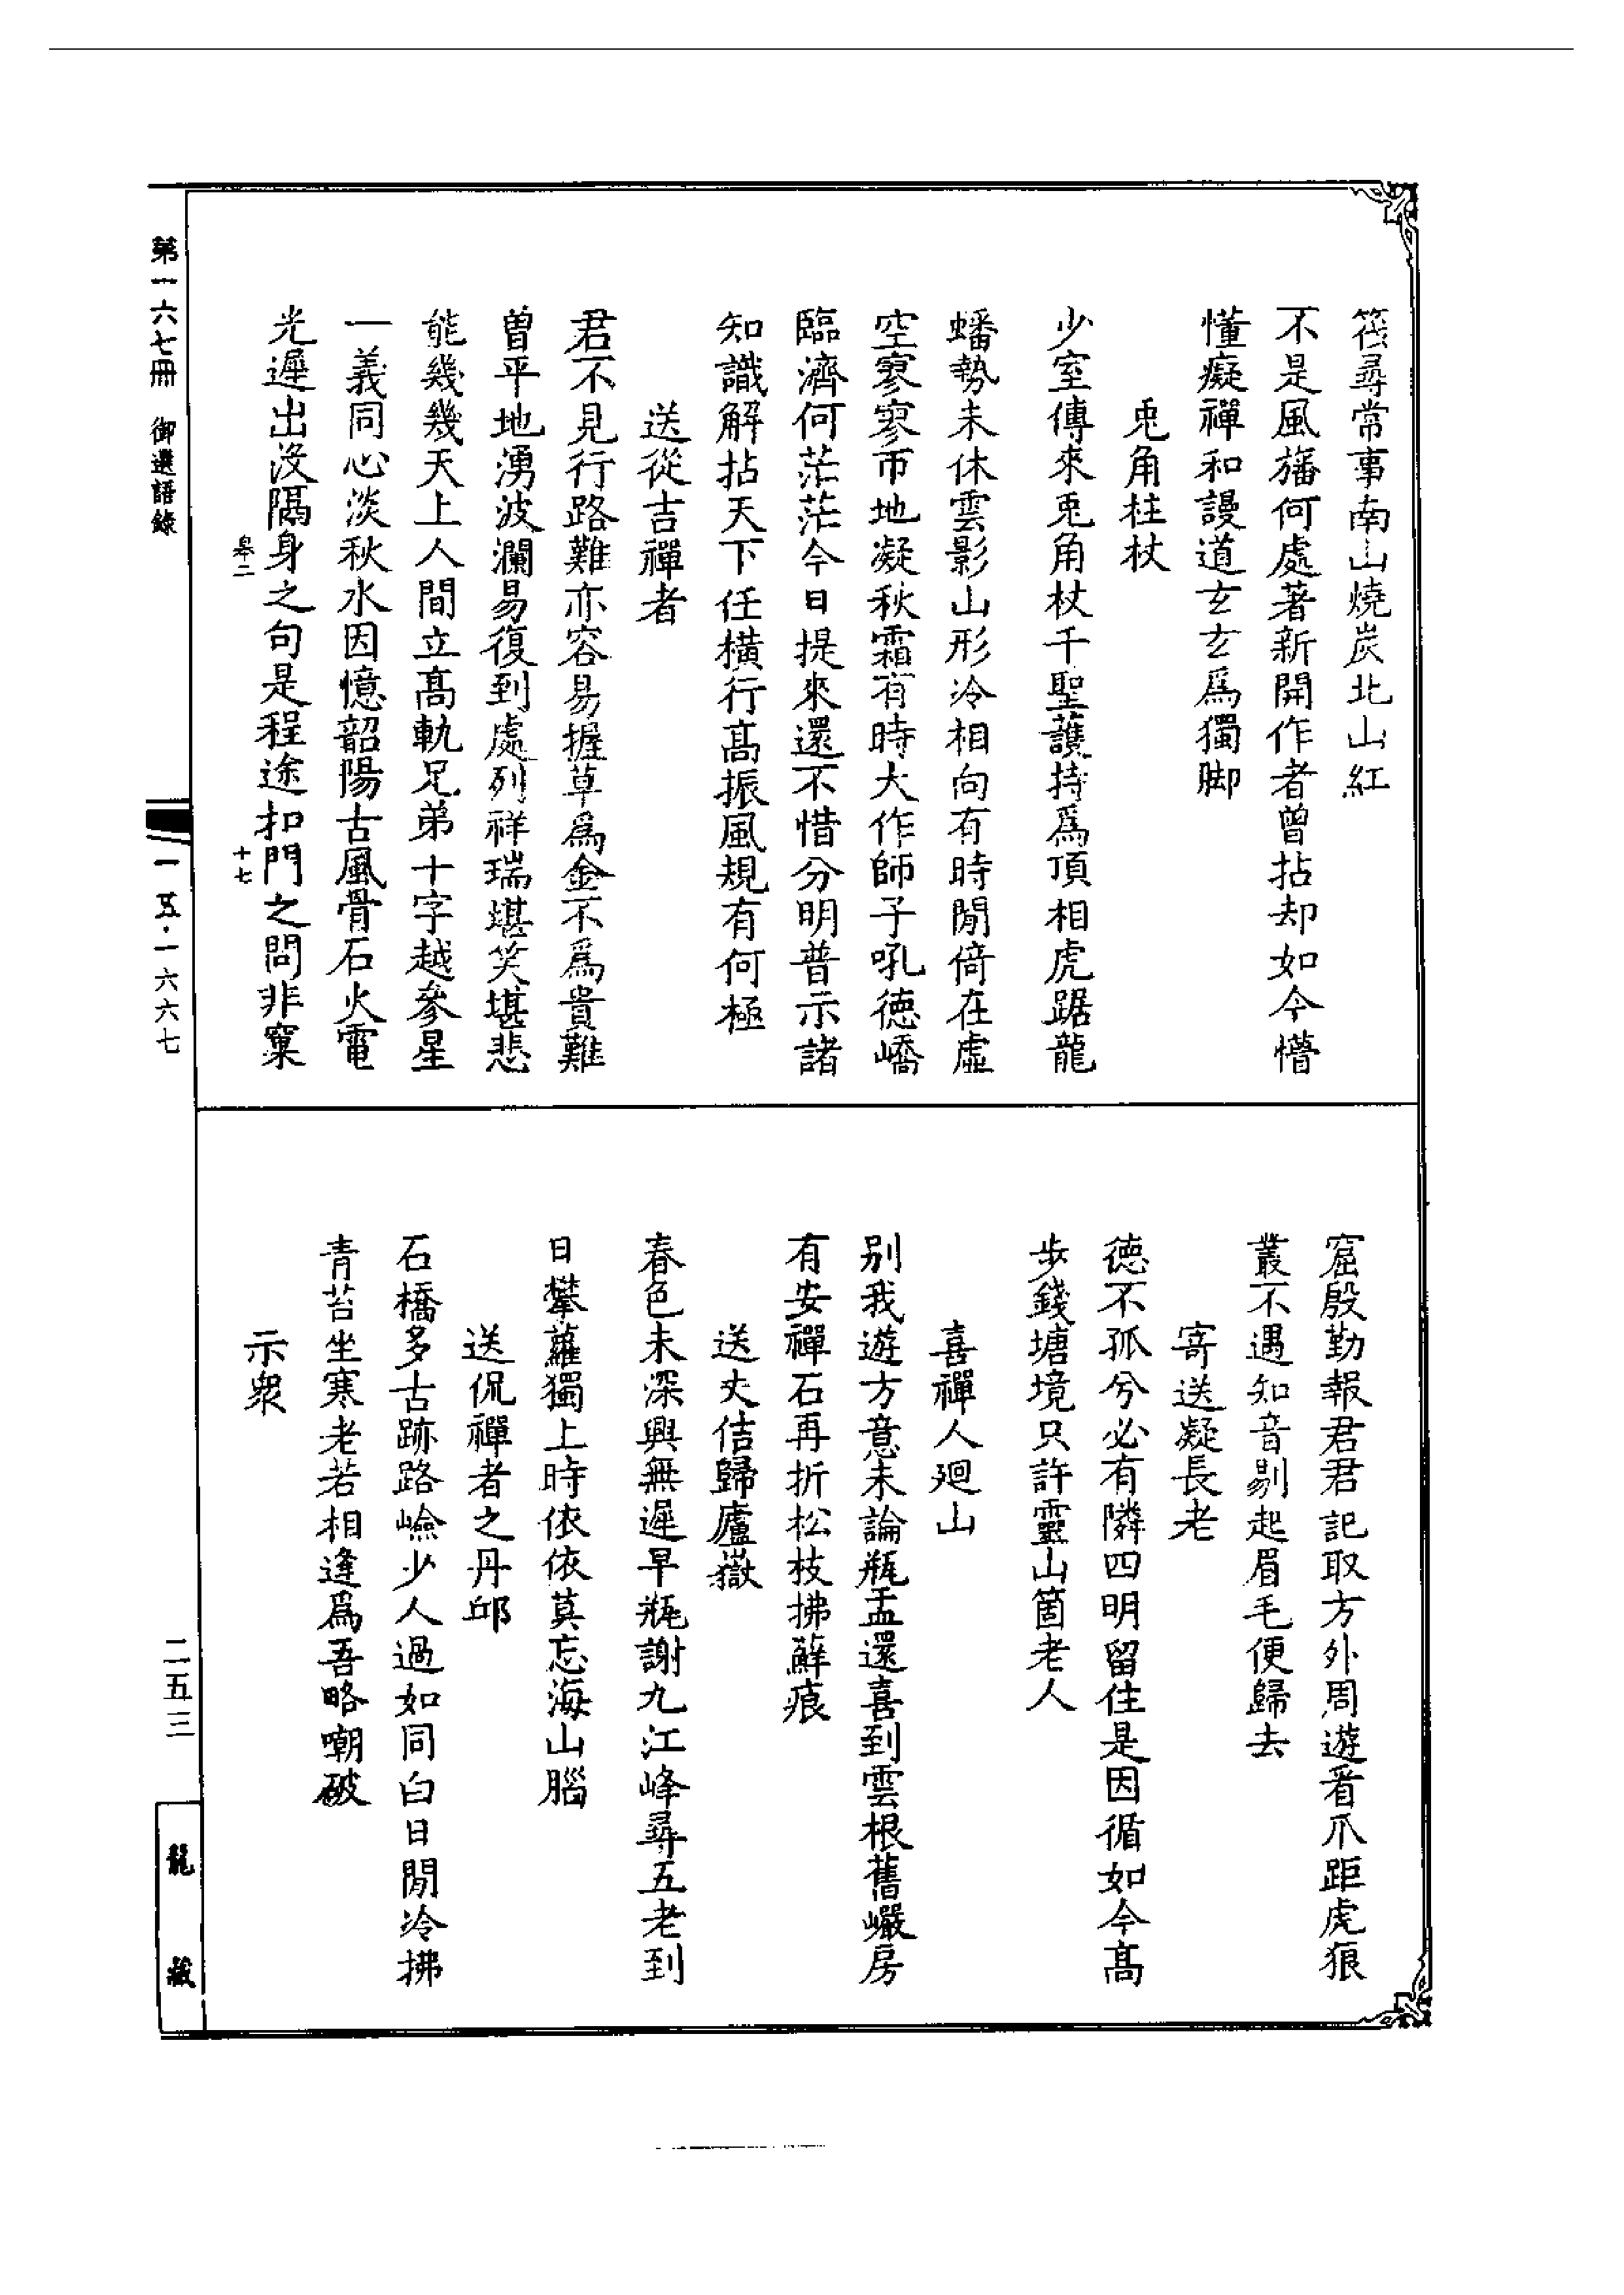 筏尋常事南山燒炭北山紅
不是風旛何處著新開作者曾拈却如今懵
懂癡禪和謾道玄玄為獨脚
兎角柱杖
少室傳來兎角杖千聖護持為頂相虎踞龍
蟠勢未休雲影山形冷相向有時閒倚在虛
空寥寥帀地凝秋霜有時大作師子吼德嶠
臨濟何茫茫今日提來還不惜分明普示諸
知識解拈天下任橫行髙振風規有何極
送從吉禪者
君不見行路難亦容易握草為金不為貴難
曽平地湧波瀾易復到處列祥瑞堪笑堪悲
能幾幾天上人間立髙軌兄弟十字越參星
一義同心淡秋水因憶韶陽古風骨石火電
光遲出沒隔身之句是程途扣門之問非窠
臯二
十七
窟殷勤報君君記取方外周遊看爪距虎狼
叢不遇知音剔起眉毛便歸去
寄送凝長老
德不孤兮必有隣四明留住是因循如今髙
步錢塘境只許靈山箇老人
喜禪人廻山
别我遊方意未論瓶盂還喜到雲根舊巖房
有安禪石再折松枝拂蘚痕
送文佶歸廬嶽
春色未深興無遲早瓶謝九江峰尋五老到
日攀蘿獨上時依依莫忘海山腦
送侃禪者之丹邱
石橋多古跡路嶮少人過如同白日閒冷拂
青苔坐寒老若相逢為吾略嘲破
示衆
第一六七冊 御選語錄
一五·一六六七
二五三
龍藏